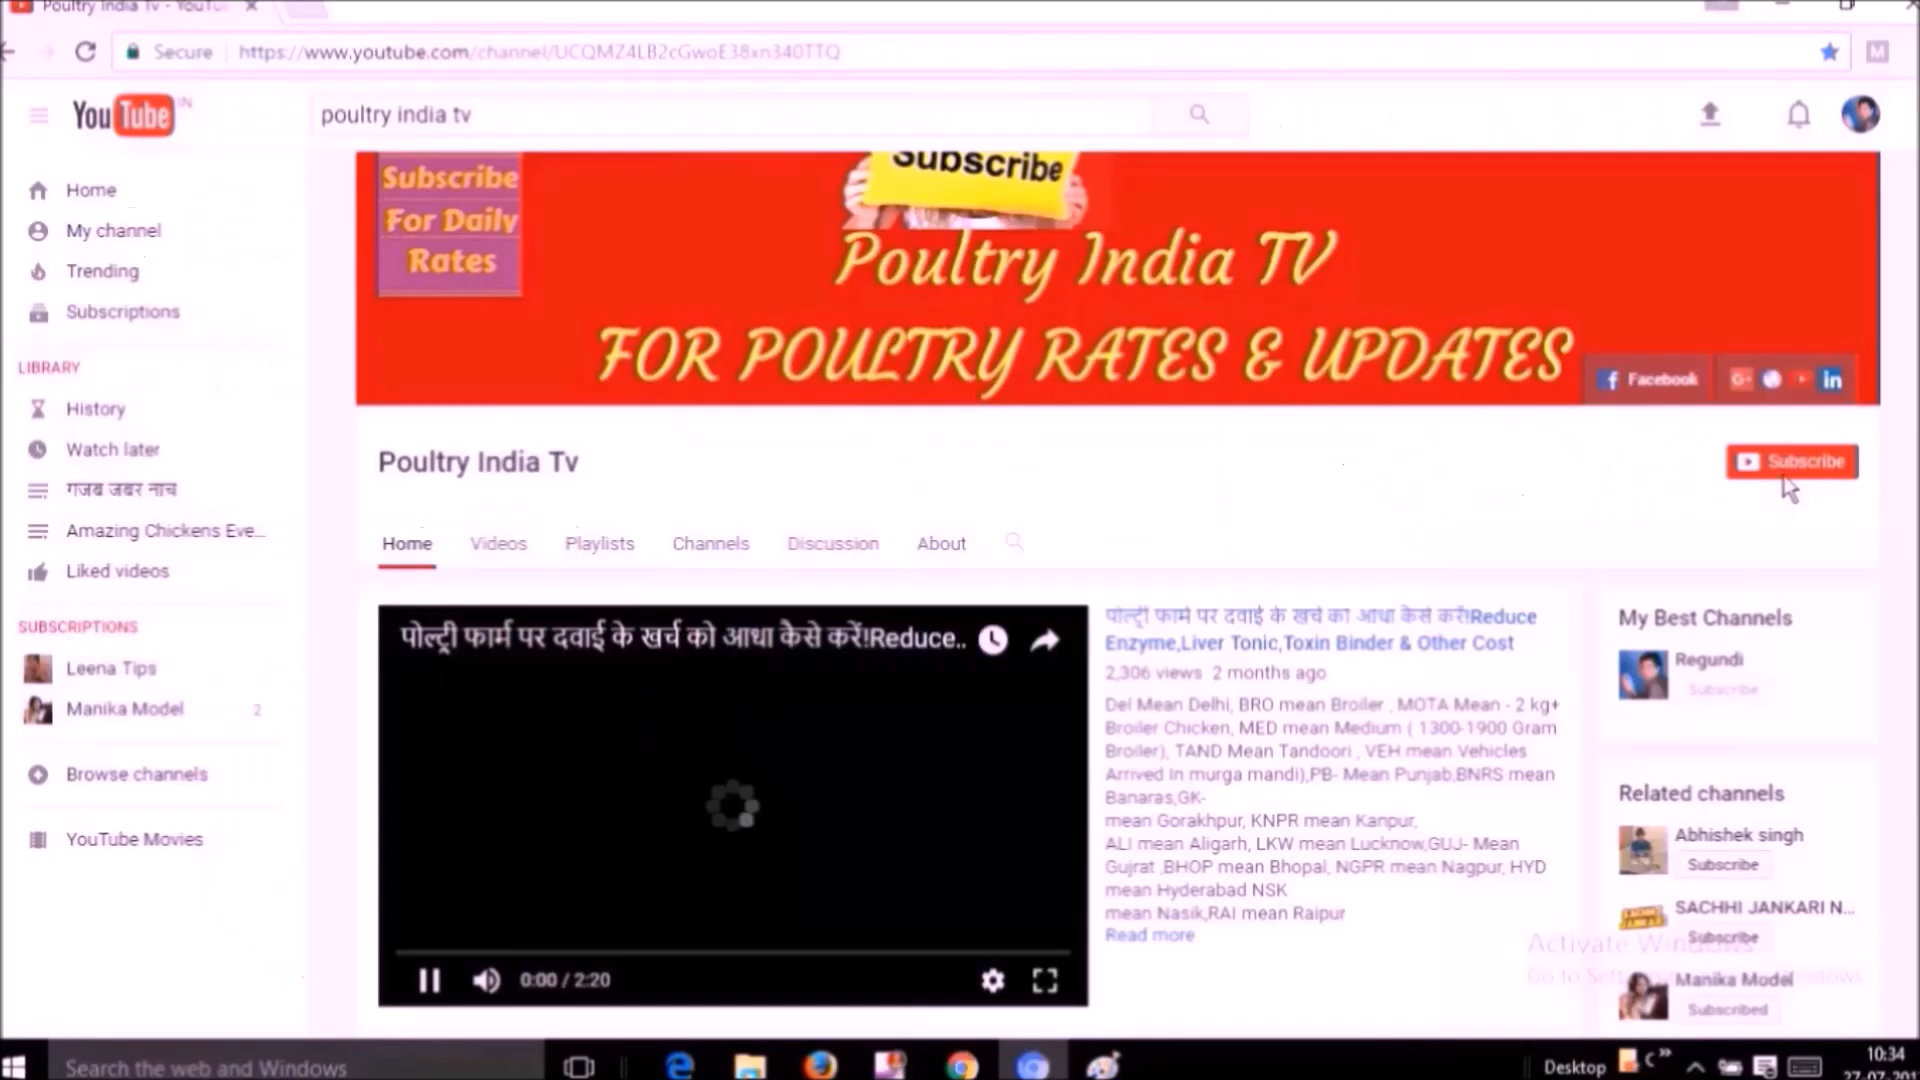 Poultry India Tv - YouTu
Secure https://www.youtube.com/channel/UCQMZ4LB2cGwoE38xn340TTQ
YouTube IN
poultry india tv
Home
My channel
Trending
Subscriptions
LIBRARY
History
Watch later
गजब जबर नाच
Amazing Chickens Eve...
Liked videos
SUBSCRIPTIONS
Leena Tips
Manika Model 2
Browse channels
YouTube Movies
Subscribe
For Daily
Rates
Subscribe
Poultry India TV
FOR POULTRY RATES & UPDATES
Facebook
Poultry India Tv
Subscribe
Home Videos Playlists Channels Discussion About
पोल्ट्री फार्म पर दवाई के खर्च को आधा कैसे करें!Reduce..
0:00 / 2:20
पोल्ट्री फार्म पर दवाई के खर्च को आधा कैसे करें!Reduce
Enzyme,Liver Tonic,Toxin Binder & Other Cost
2,306 views 2 months ago
Del Mean Delhi, BRO mean Broiler , MOTA Mean - 2 kg+
Broiler Chicken, MED mean Medium ( 1300-1900 Gram
Broiler), TAND Mean Tandoori , VEH mean Vehicles
Arrived In murga mandi),PB- Mean Punjab,BNRS mean
Banaras,GK-
mean Gorakhpur, KNPR mean Kanpur,
ALI mean Aligarh, LKW mean Lucknow,GUJ- Mean
Gujrat ,BHOP mean Bhopal, NGPR mean Nagpur, HYD
mean Hyderabad NSK
mean Nasik,RAI mean Raipur
Read more
My Best Channels
Regundi
Subscribe
Related channels
Abhishek singh
Subscribe
SACHHI JANKARI N...
Subscribe
Manika Model
Subscribed
Activate Windows
Search the web and Windows
Desktop
10:34